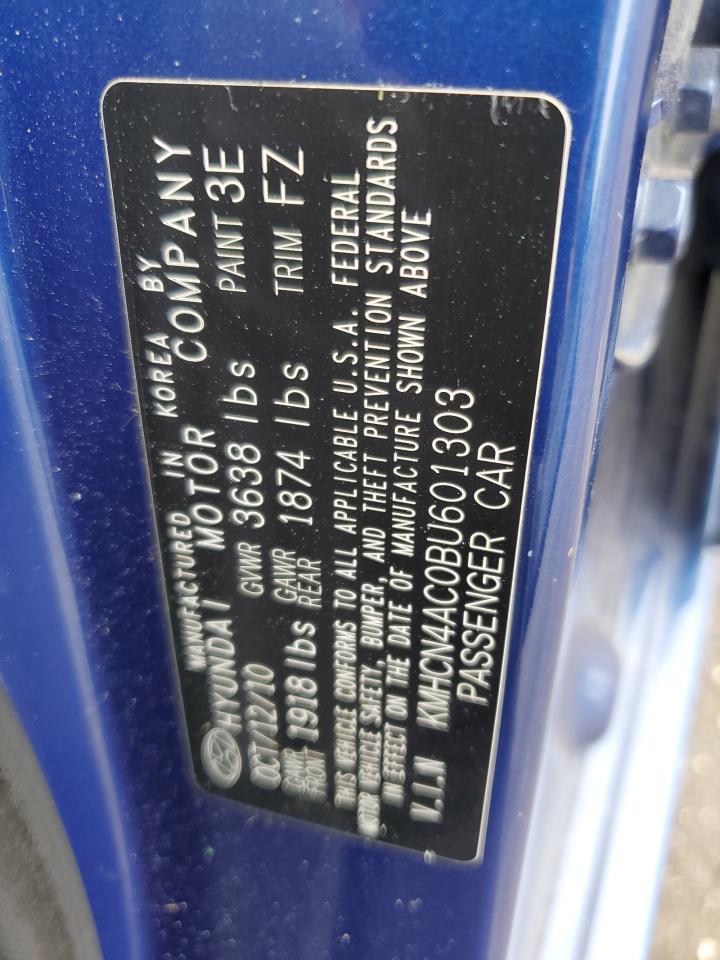 MANUFACTURED IN KOREA BY
HYUNDAI MOTOR COMPANY
OCT/12/10 GVWR 3638 lbs PAINT 3E
GAWR FRONT 1918 lbs GAWR REAR 1874 lbs TRIM FZ
THIS VEHICLE CONFORMS TO ALL APPLICABLE U.S.A. FEDERAL
MOTOR VEHICLE SAFETY, BUMPER, AND THEFT PREVENTION STANDARDS
IN EFFECT ON THE DATE OF MANUFACTURE SHOWN ABOVE
V.I.N KMHCN4AC0BU601303
PASSENGER CAR